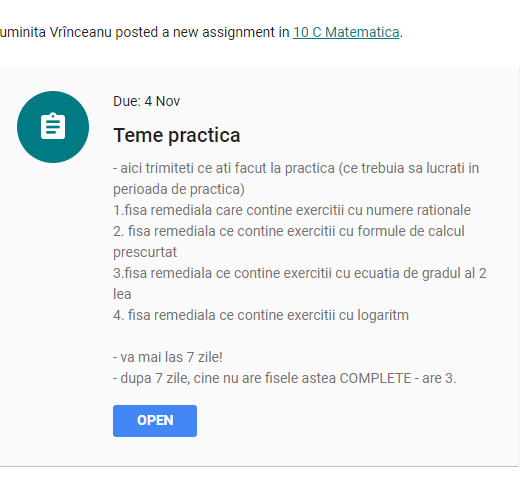 uminita Vrînceanu posted a new assignment in 10 C Matematica.
Due: 4 Nov
Teme practica
- aici trimiteti ce ati facut la practica (ce trebuia sa lucrati in
perioada de practica)
1.fisa remediala care contine exercitii cu numere rationale
2. fisa remediala ce contine exercitii cu formule de calcul
prescurtat
3.fisa remediala ce contine exercitii cu ecuatia de gradul al 2
lea
4. fisa remediala ce contine exercitii cu logaritm
- va mai las 7 zile!
- dupa 7 zile, cine nu are fisele astea COMPLETE - are 3.
OPEN